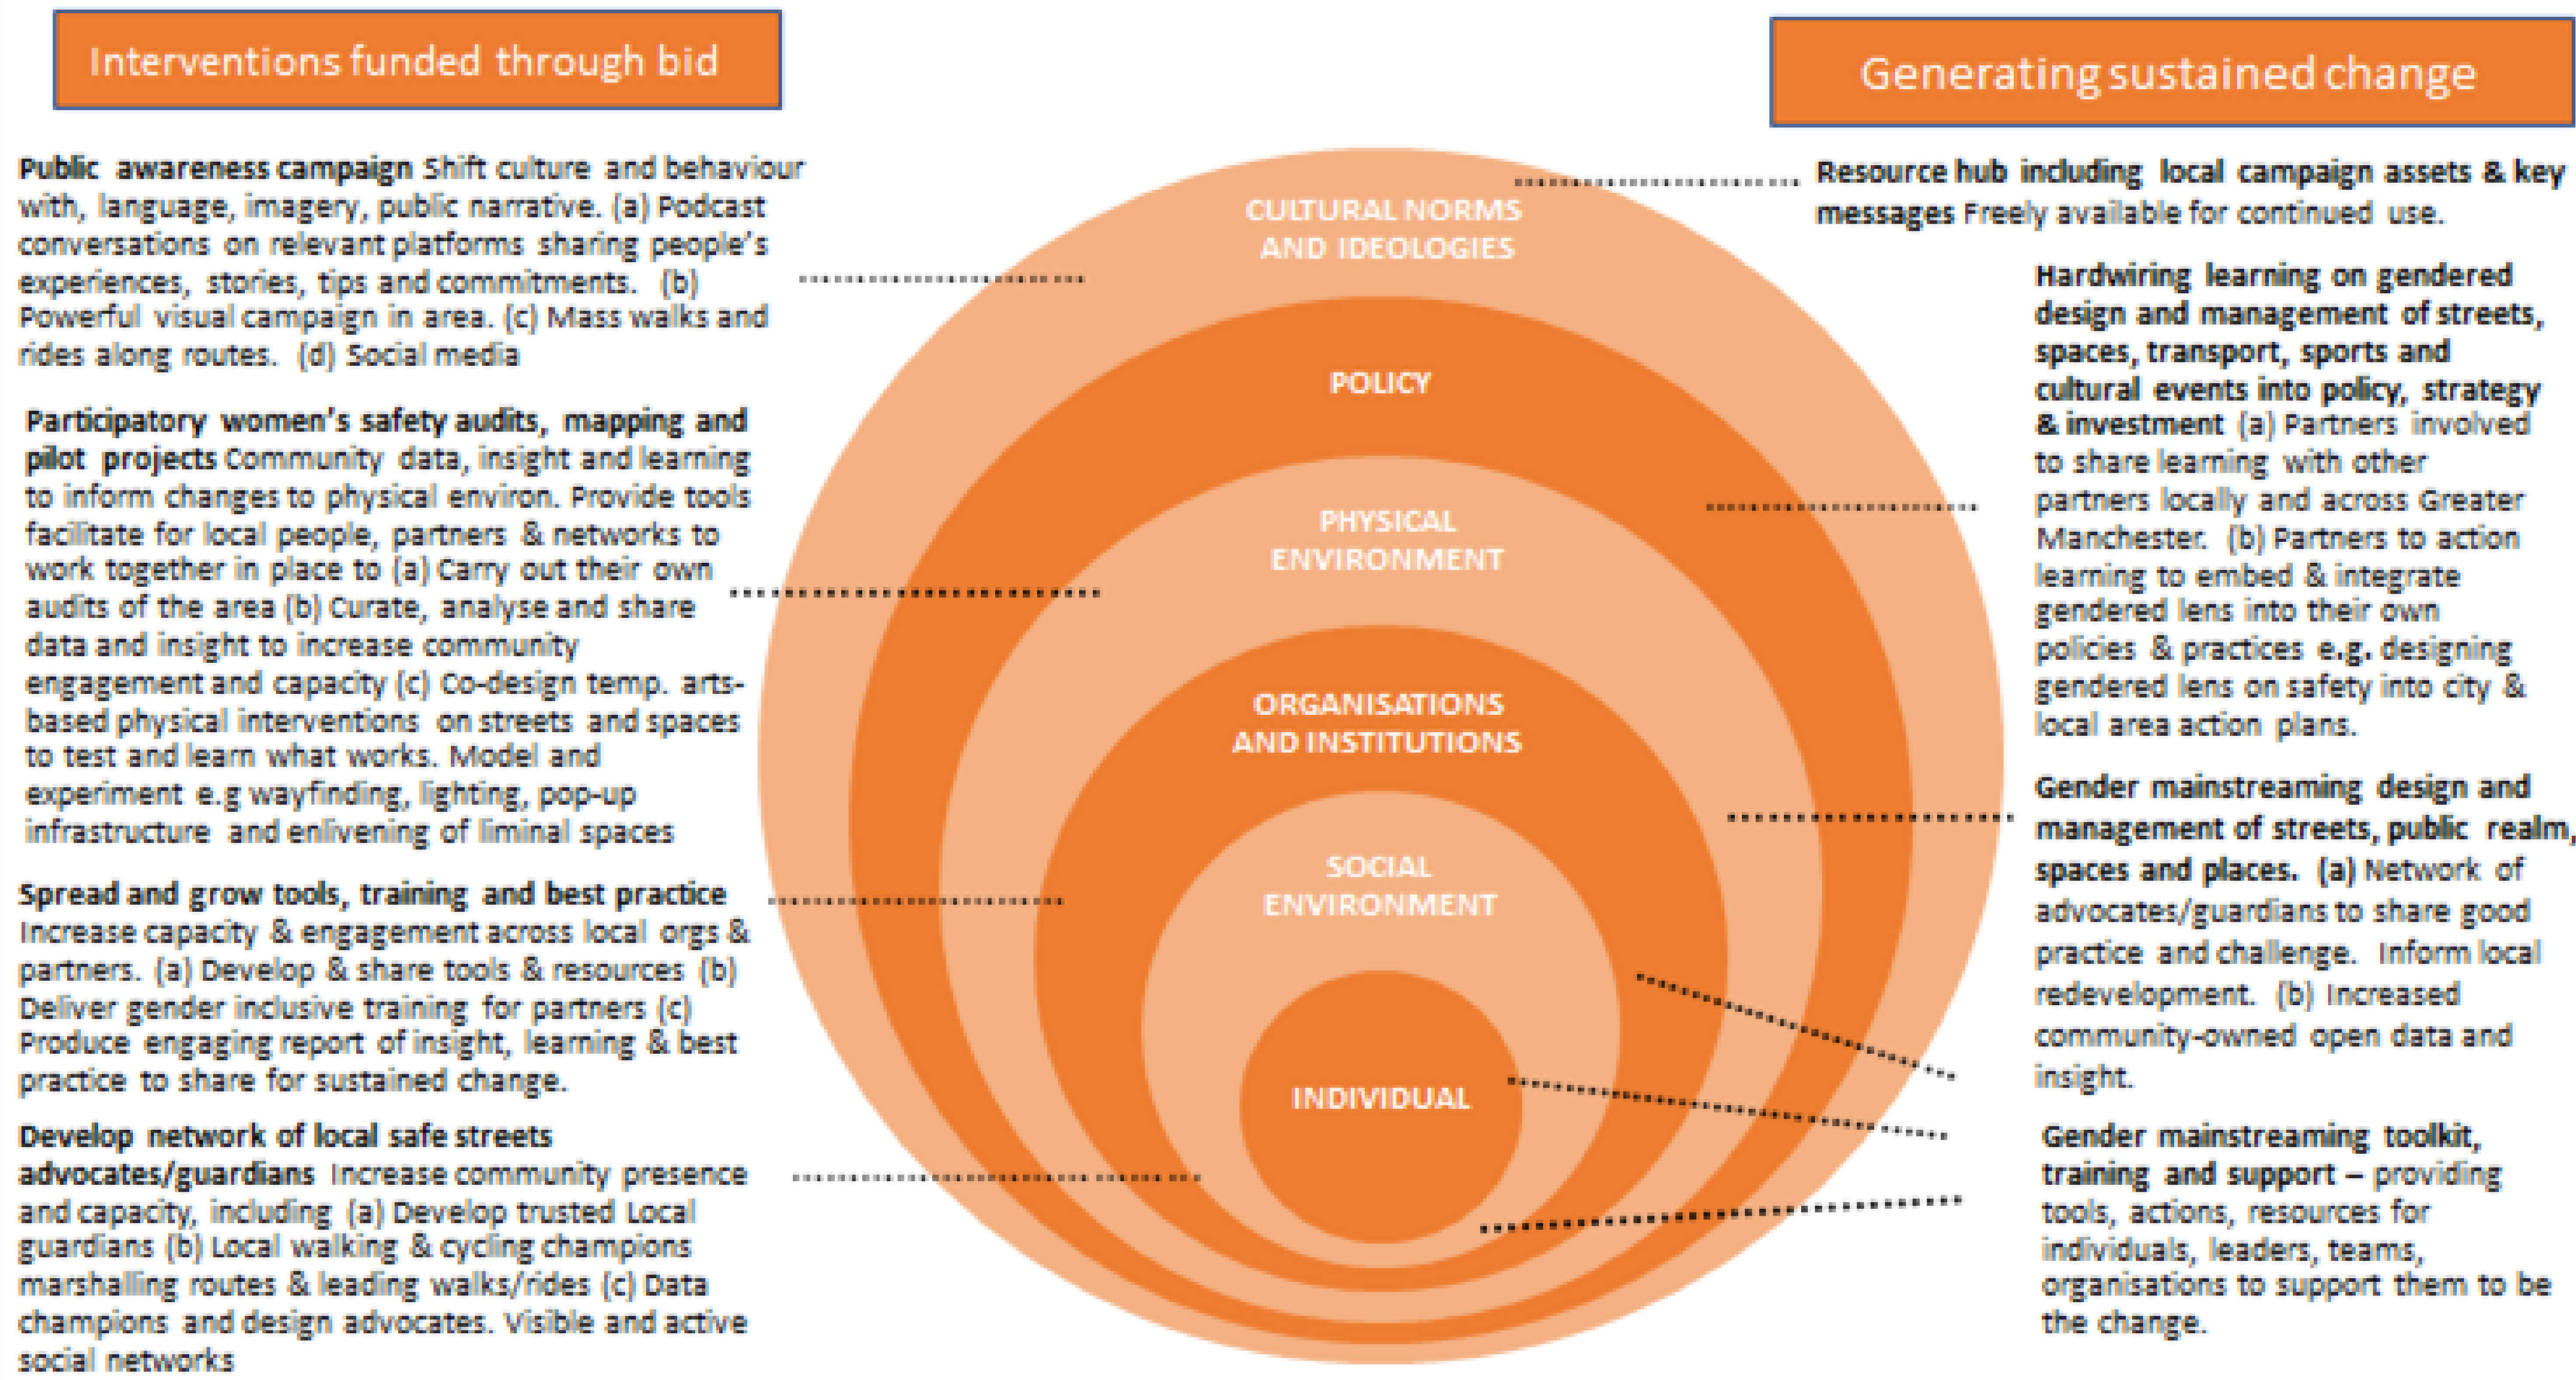 Interventions funded through bid
Public awareness campaign Shift culture and behaviour
with, language, imagery, public narrative. (a) Podcast
conversations on relevant platforms sharing people's
experiences, stories, tips and commitments. (b)
Powerful visual campaign in area. (c) Mass walks and
rides along routes. (d) Social media
Participatory women's safety audits, mapping and
pilot projects Community data, insight and learning
to inform changes to physical environ. Provide tools
facilitate for local people, partners & networks to
work together in place to (a) Carry out their own
audits of the area (b) Curate, analyse and share
data and insight to increase community
engagement and capacity (c) Co-design temp. arts-
based physical interventions on streets and spaces
to test and learn what works. Model and
experiment e.g wayfinding, lighting, pop-up
infrastructure and enlivening of liminal spaces
Spread and grow tools, training and best practice
Increase capacity & engagement across local orgs &
partners. (a) Develop & share tools & resources (b)
Deliver gender inclusive training for partners (c)
Produce engaging report of insight, learning & best
practice to share for sustained change.
Develop network of local safe streets
advocates/guardians Increase community presence
and capacity, including (a) Develop trusted Local
guardians (b) Local walking & cycling champions
marshalling routes & leading walks/rides (c) Data
champions and design advocates. Visible and active
social networks
CULTURAL NORMS
AND IDEOLOGIES
POLICY
PHYSICAL
ENVIRONMENT
ORGANISATIONS
AND INSTITUTIONS
SOCIAL
ENVIRONMENT
INDIVIDUAL
Generating sustained change
Resource hub including local campaign assets & key
messages Freely available for continued use.
Hardwiring learning on gendered
design and management of streets,
spaces, transport, sports and
cultural events into policy, strategy
& investment (a) Partners involved
to share learning with other
partners locally and across Greater
Manchester. (b) Partners to action
learning to embed & integrate
gendered lens into their own
policies & practices e.g. designing
gendered lens on safety into city &
local area action plans.
Gender mainstreaming design and
management of streets, public realm,
spaces and places. (a) Network of
advocates/guardians to share good
practice and challenge. Inform local
redevelopment. (b) Increased
community-owned open data and
insight.
Gender mainstreaming toolkit,
training and support – providing
tools, actions, resources for
individuals, leaders, teams,
organisations to support them to be
the change.